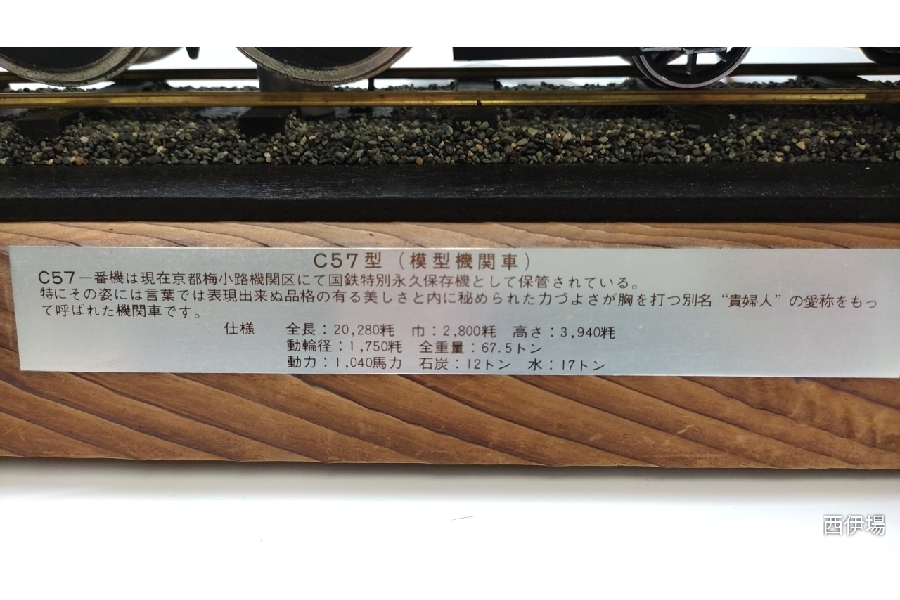 C57型（模型機関車）
C57一番機は現在京都梅小路機関区にて国鉄特別永久保存機として保管されている。
特にその姿には言葉では表現出来ぬ品格の有る美しさと内に秘められた力づよさが胸を打つ別名“貴婦人”の愛称をもっ
て呼ばれた機関車です。
仕様 全長：20,280粍 巾：2,800粍 高さ：3,940粍
動輪径：1,750粍 全重量：67.5トン
動力：1,040馬力 石炭：12トン 水：17トン
西伊場